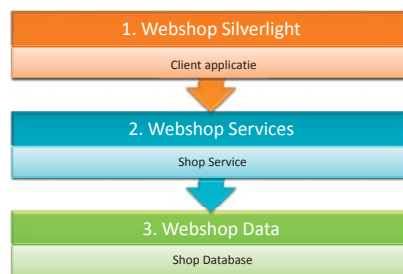 1. Webshop Silverlight
Client applicatie
2. Webshop Services
Shop Service
3. Webshop Data
Shop Database